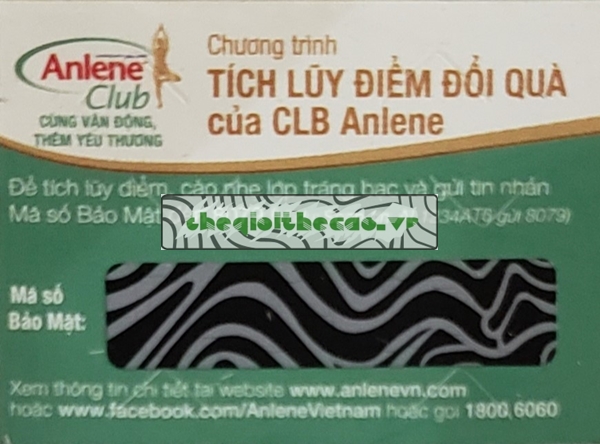 Anlene
Club
CÙNG VẬN ĐỘNG,
THÊM YÊU THƯƠNG
Chương trình
TÍCH LŨY ĐIỂM ĐỔI QUÀ
của CLB Anlene
Để tích lũy điểm, cào nhẹ lớp tráng bạc và gửi tin nhắn
Mã số Bảo Mật gửi 8079)
thegioithecao.vn
Mã số
Bảo Mật:
Xem thông tin chi tiết tại website www.anlenevn.com
hoặc www.facebook.com/AnleneVietnam hoặc gọi 1800 6060